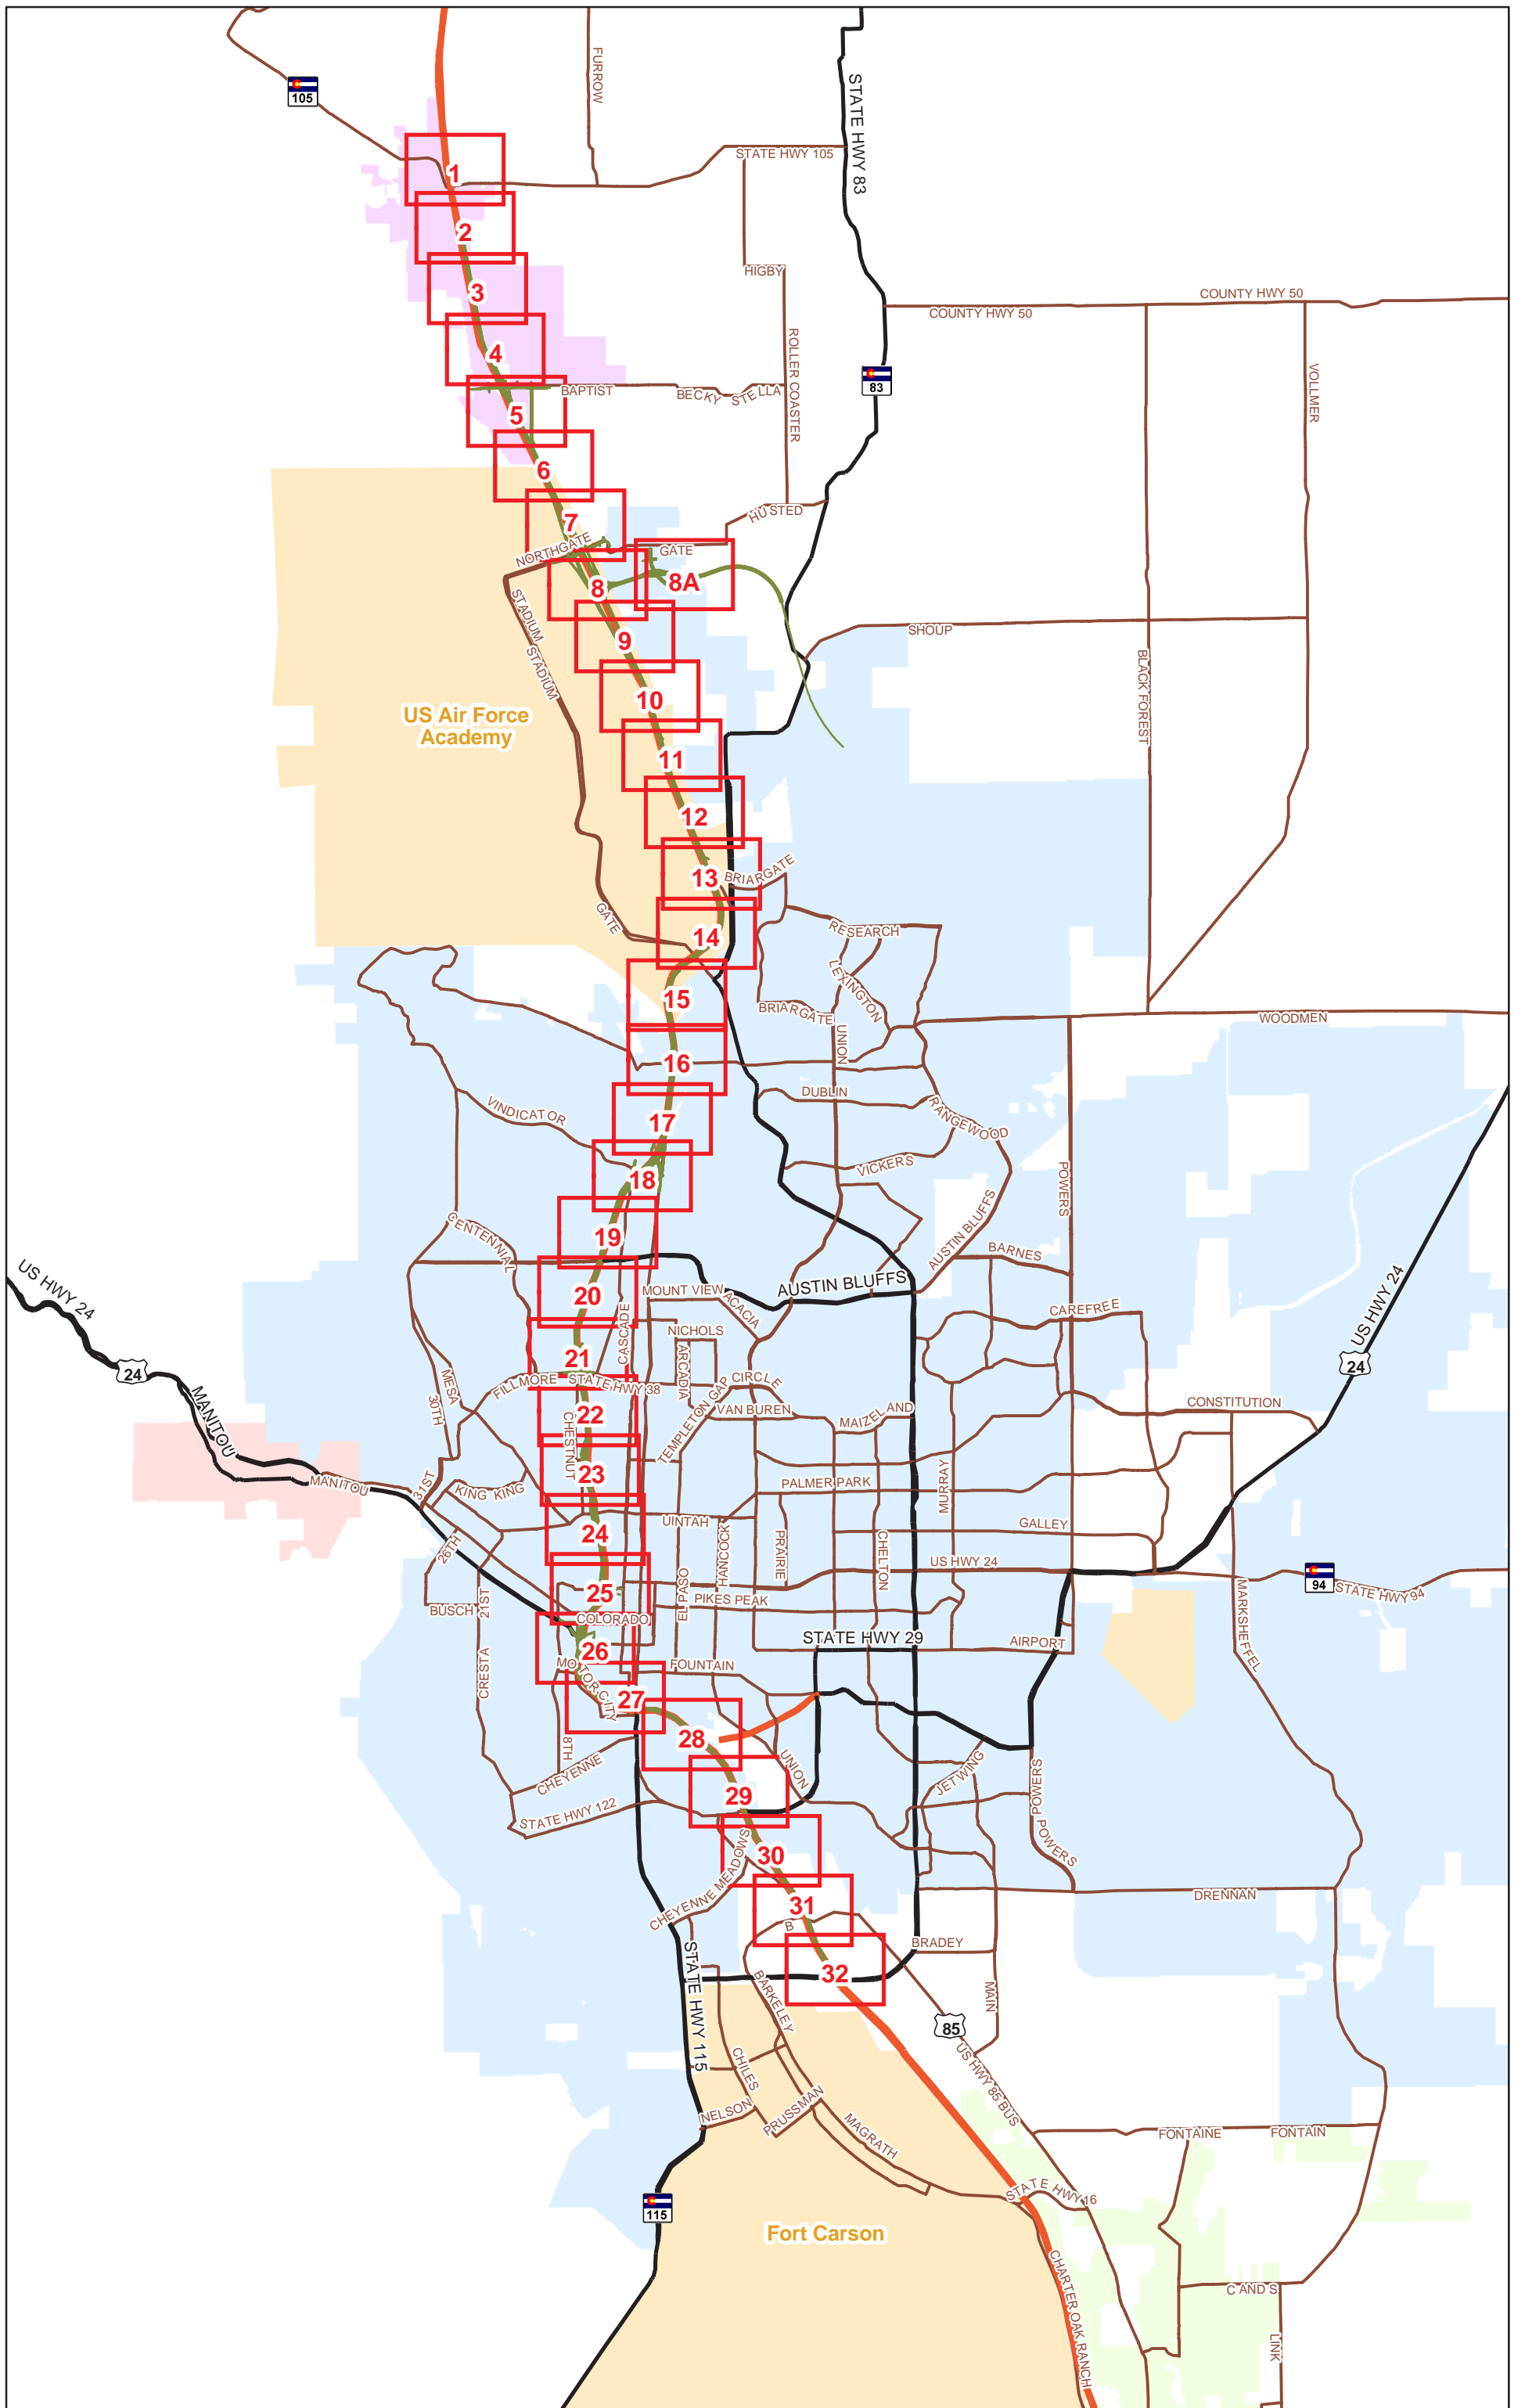 FURROW
105
STATE HWY 83
STATE HWY 105
1
2
HIGBY
3
COUNTY HWY 50
COUNTY HWY 50
4
ROLLER COASTER
83
VOLLMER
BAPTIST
BECKY
STELLA
5
6
7
HUSTED
NORTHGATE
GATE
8
8A
STADIUM
STADIUM
SHOUP
9
BLACK FOREST
10
US Air Force
Academy
11
12
13
BRIARGATE
GATE
14
RESEARCH
LEXINGTON
15
BRIARGATE
UNION
WOODMEN
16
DUBLIN
VINDICATOR
17
RANGEWOOD
VICKERS
18
POWERS
CENTENNIAL
19
AUSTIN BLUFFS
BARNES
US HWY 24
20
MOUNT VIEW
ACACIA
AUSTIN BLUFFS
CAREFREE
US HWY 24
CASCADE
NICHOLS
24
21
ARCADIA
24
MESA
30TH
FILLMORE
STATE HWY 38
TEMPLETON GAP
CIRCLE
MANITOU
22
CHESTNUT
VAN BUREN
MAIZELAND
CONSTITUTION
23
MANITOU
31ST
KING
KING
PALMER PARK
MURRAY
24
UINTAH
HANCOCK
PRAIRIE
CHELTON
GALLEY
26TH
US HWY 24
94
STATE HWY 94
25
EL PASO
PIKES PEAK
BUSCH
21ST
COLORADO
MARKSHEFFEL
26
STATE HWY 29
AIRPORT
CRESTA
MOTOR CITY
FOUNTAIN
27
28
8TH
CHEYENNE
UNION
JET WING
POWERS
29
STATE HWY 122
POWERS
30
CHEYENNE MEADOWS
DRENNAN
31
B
BRADEY
32
STATE HWY 115
BARKELEY
MAIN
85
US HWY 85 BUS
CHILES
NELSON
PRUSSMAN
MAGRATH
FONTAINE
FONTAIN
STATE HWY 16
115
Fort Carson
CHARTER OAK RANCH
C AND S
LINK